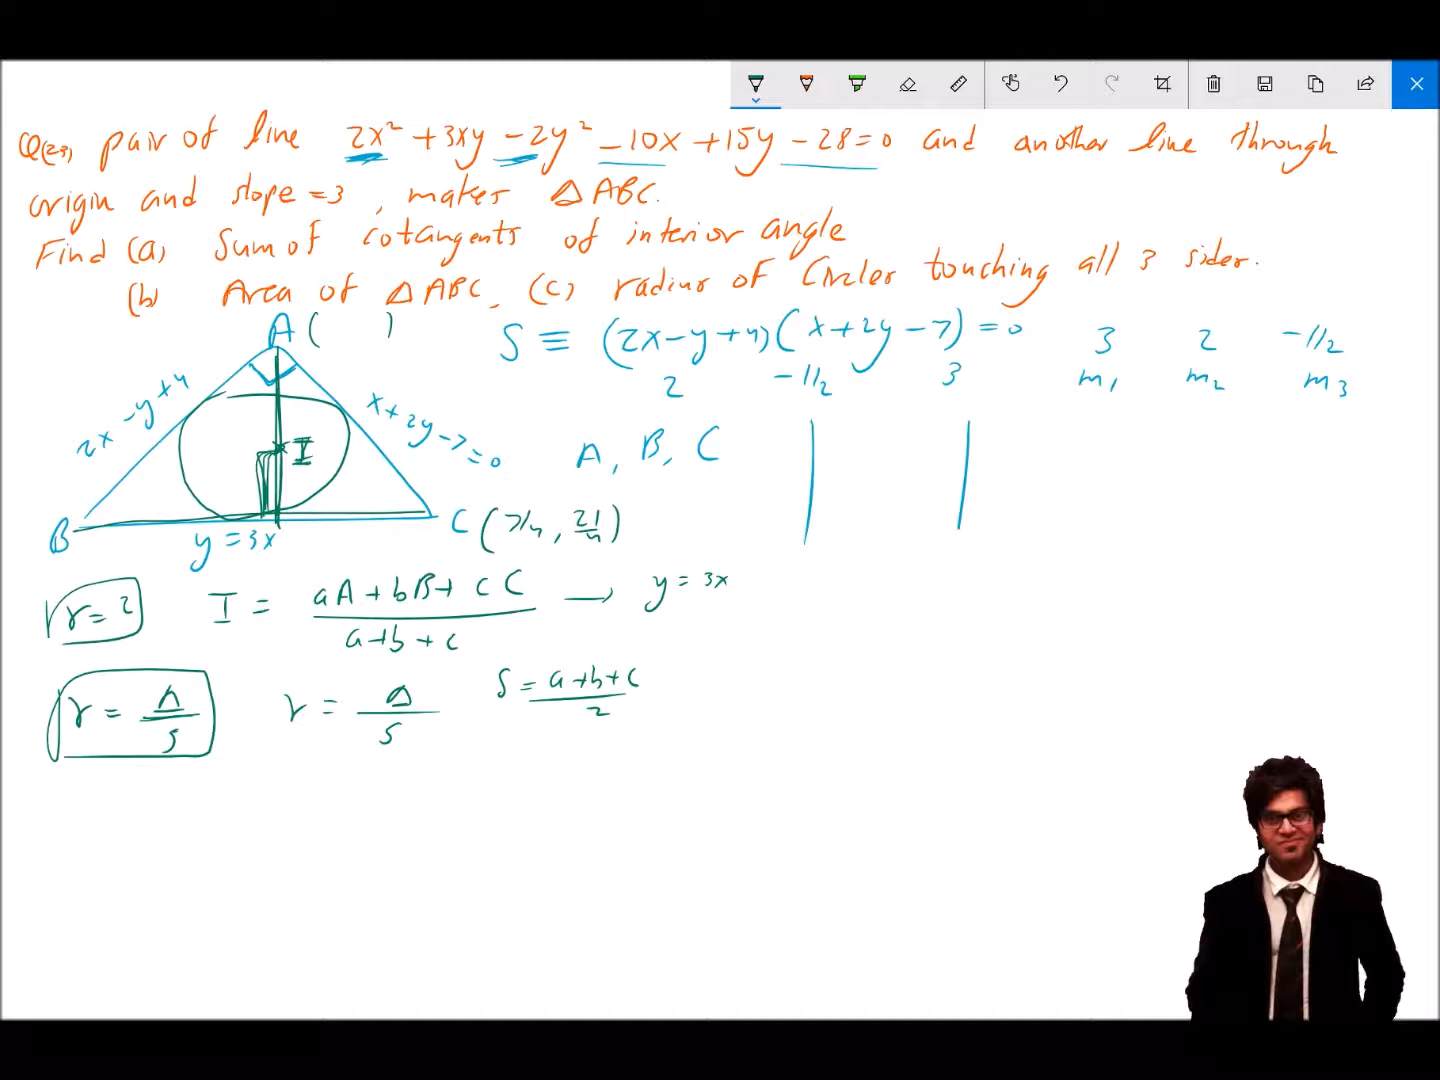 Q(23) pair of line 2x² + 3xy - 2y² - 10x + 15y - 28 = 0 and another line through
origin and slope = 3, makes △ABC.
Find (a) Sum of cotangents of interior angle
(b) Area of △ABC, (c) radius of Circles touching all 3 sides.
A ( )
S ≡ (2x-y+4)(x+2y-7) = 0
3 2 -1/2
2 -1/2 3
m₁ m₂ m₃
2x-y+4
x+2y-7=0
I
A, B, C
B
y = 3x
C (7/4, 21/4)
r = ?
I = aA + bB + cC / a+b+c → y = 3x
r = △/s
r = △/s
S = a+b+c / 2